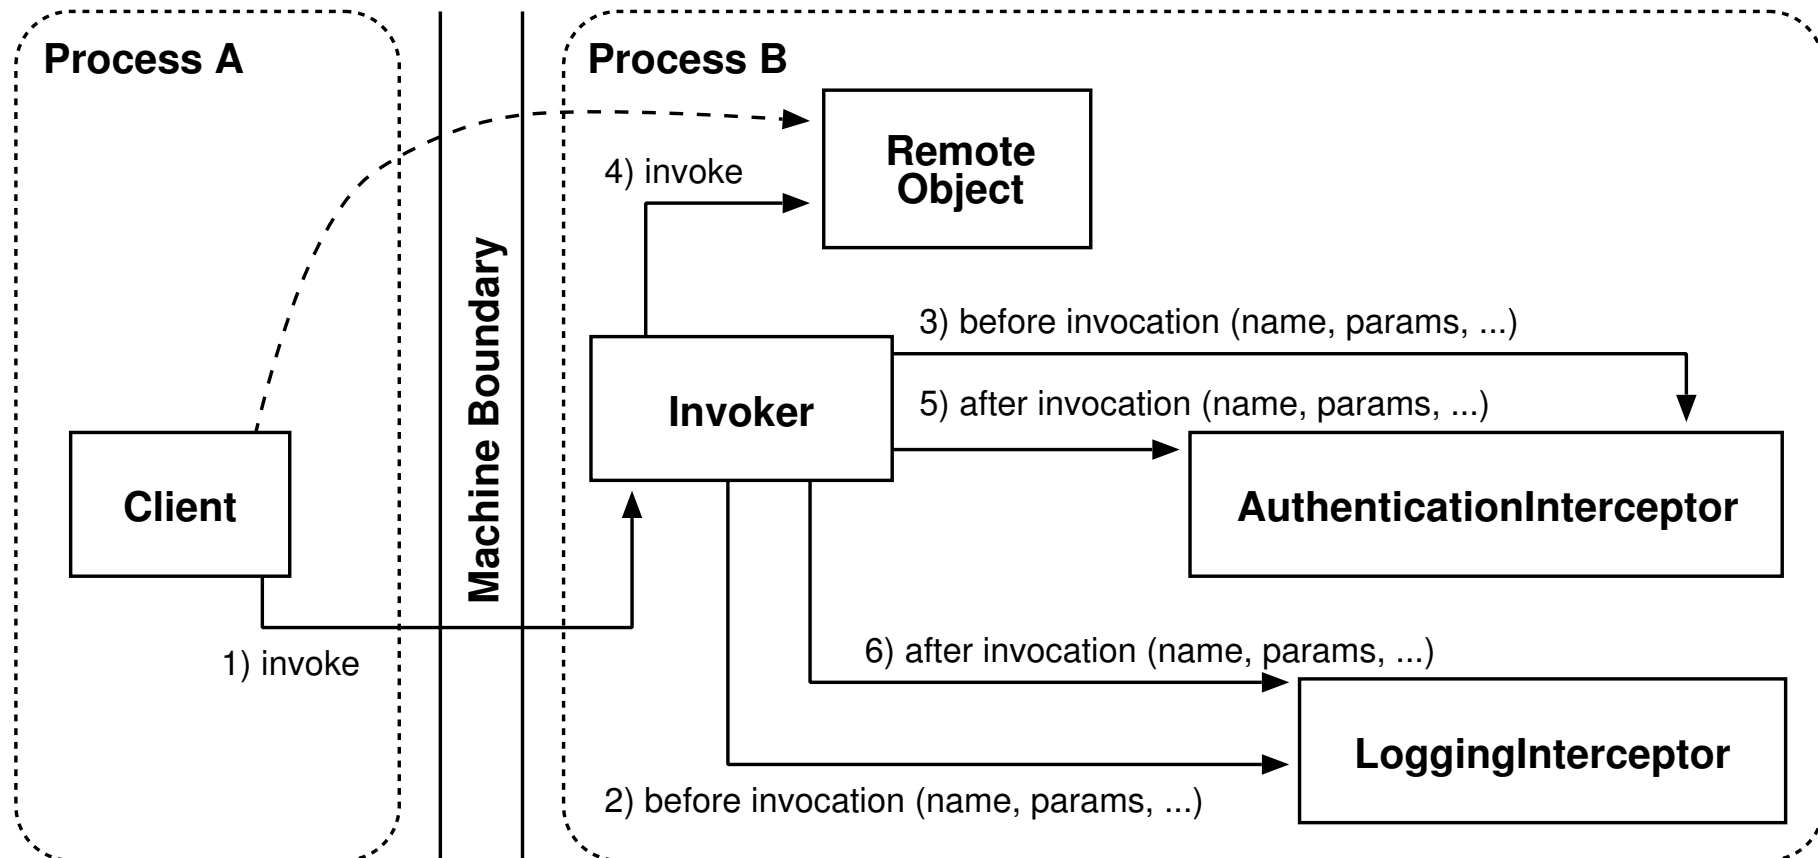 Process A
Process B
Remote
Object
4) invoke
Machine Boundary
3) before invocation (name, params, ...)
Invoker
5) after invocation (name, params, ...)
Client
AuthenticationInterceptor
1) invoke
6) after invocation (name, params, ...)
LoggingInterceptor
2) before invocation (name, params, ...)